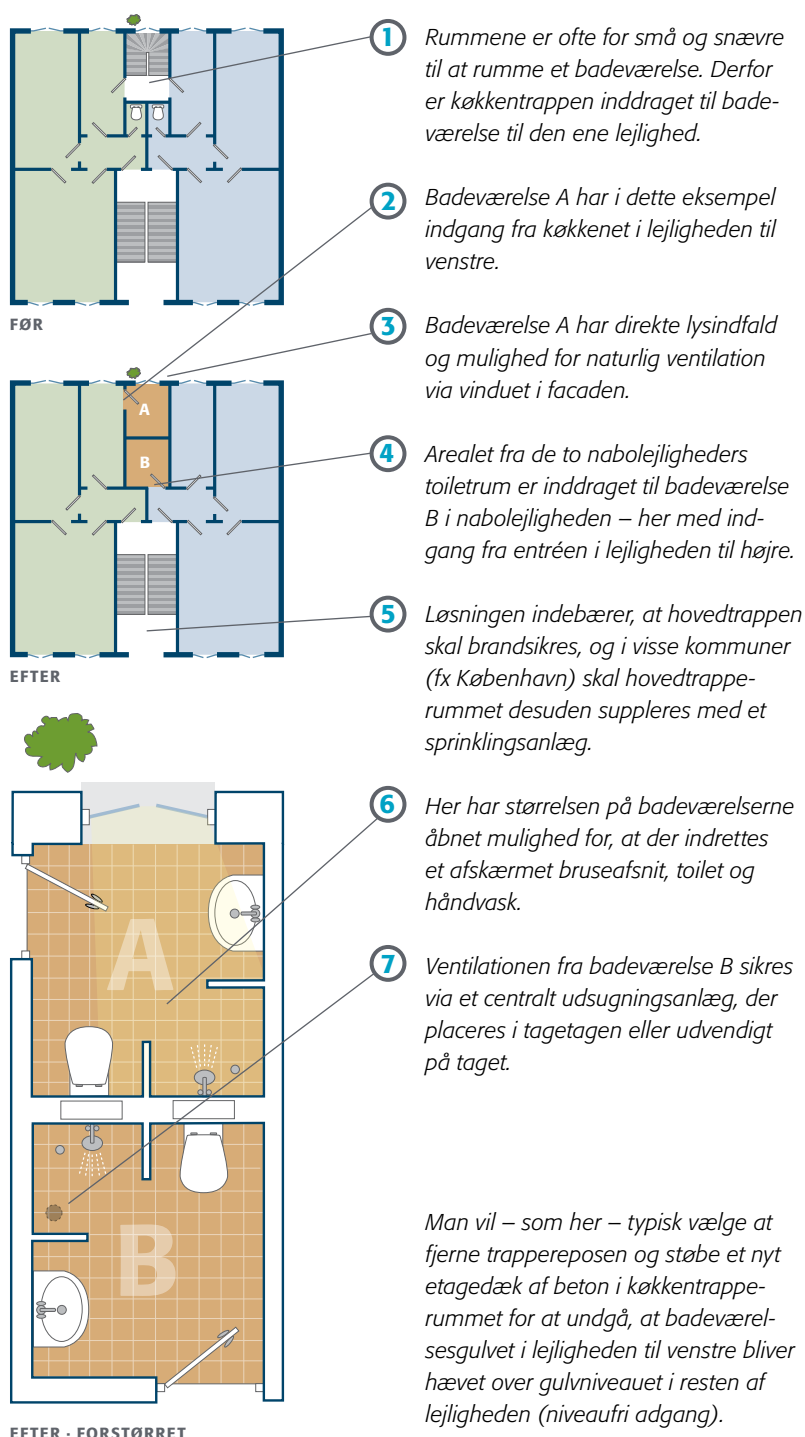 1
Rummene er ofte for små og snævre
til at rumme et badeværelse. Derfor
er køkkentrappen inddraget til bade-
værelse til den ene lejlighed.
2
Badeværelse A har i dette eksempel
indgang fra køkkenet i lejligheden til
venstre.
FØR
3
Badeværelse A har direkte lysindfald
og mulighed for naturlig ventilation
via vinduet i facaden.
A
B
4
Arealet fra de to nabolejligheders
toiletrum er inddraget til badeværelse
B i nabolejligheden – her med ind-
gang fra entréen i lejligheden til højre.
5
Løsningen indebærer, at hovedtrappen
skal brandsikres, og i visse kommuner
(fx København) skal hovedtrappe-
rummet desuden suppleres med et
sprinklingsanlæg.
EFTER
6
Her har størrelsen på badeværelserne
åbnet mulighed for, at der indrettes
et afskærmet bruseafsnit, toilet og
håndvask.
A
7
Ventilationen fra badeværelse B sikres
via et centralt udsugningsanlæg, der
placeres i tagetagen eller udvendigt
på taget.
B
Man vil – som her – typisk vælge at
fjerne trappereposen og støbe et nyt
etagedæk af beton i køkkentrappe-
rummet for at undgå, at badeværel-
sesgulvet i lejligheden til venstre bliver
hævet over gulvniveauet i resten af
lejligheden (niveaufri adgang).
EFTER · FORSTØRRET